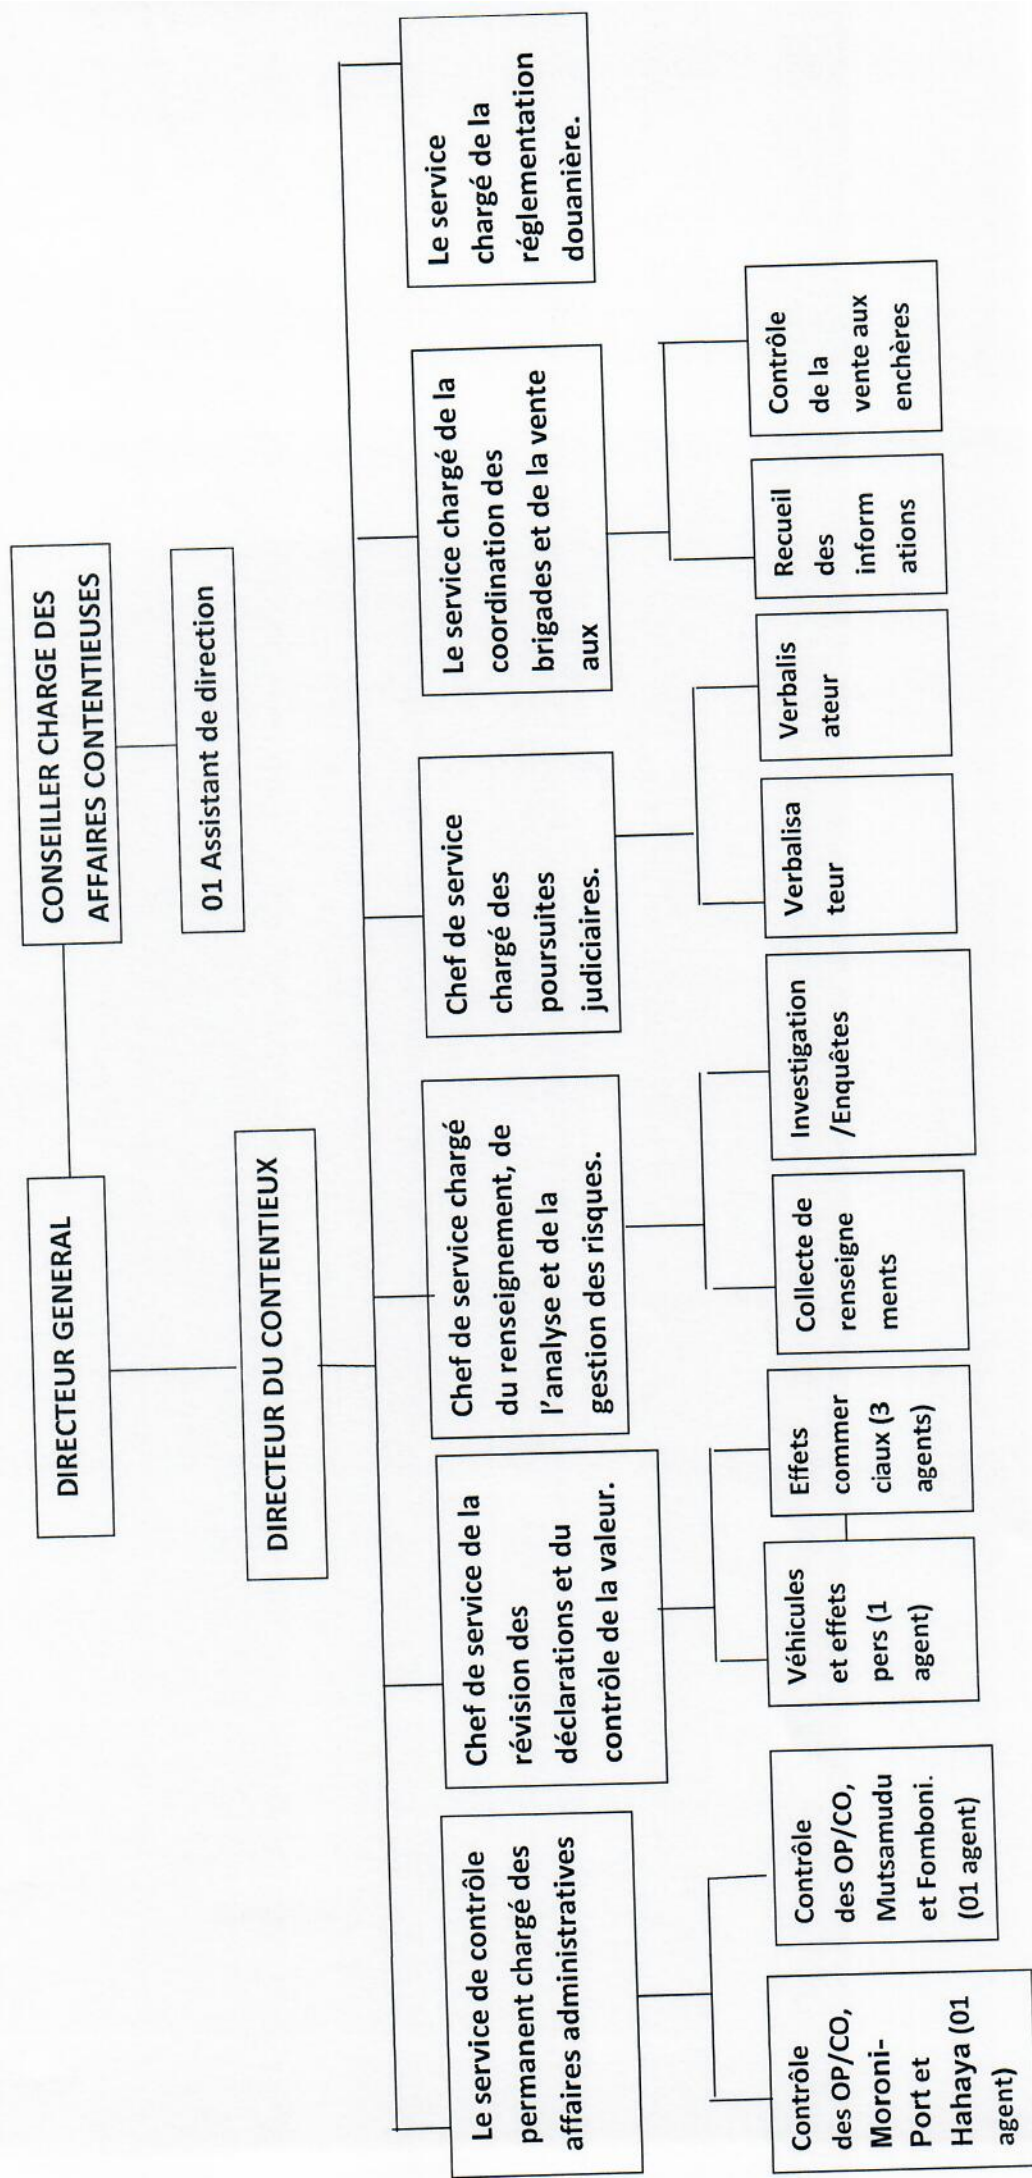 DIRECTEUR GENERAL
CONSEILLER CHARGE DES
AFFAIRES CONTENTIEUSES
01 Assistant de direction
DIRECTEUR DU CONTENTIEUX
Le service de contrôle
permanent chargé des
affaires administratives
Chef de service de la
révision des
déclarations et du
contrôle de la valeur.
Chef de service chargé
du renseignement, de
l'analyse et de la
gestion des risques.
Chef de service
chargé des
poursuites
judiciaires.
Le service chargé de la
coordination des
brigades et de la vente
aux
Le service
chargé de la
réglementation
douanière.
Contrôle
des OP/CO,
Moroni-
Port et
Hahaya (01
agent)
Contrôle
des OP/CO,
Mutsamudu
et Fomboni.
(01 agent)
Véhicules
et effets
pers (1
agent)
Effets
commer
ciaux (3
agents)
Collecte de
renseigne
ments
Investigation
/Enquêtes
Verbalisa
teur
Verbalis
ateur
Recueil
des
inform
ations
Contrôle
de la
vente aux
enchères